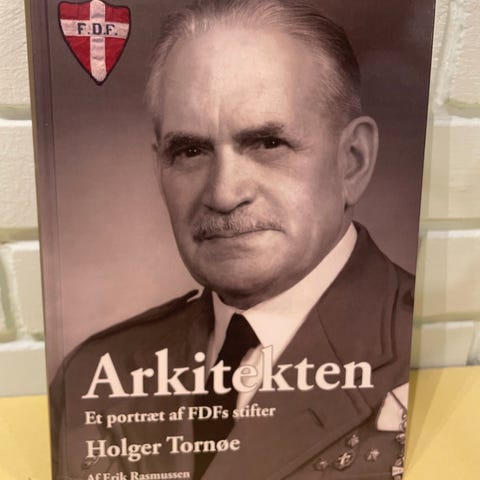 F.D.F.
Arkitekten
Et portræt af FDFs stifter
Holger Tornøe
Af Erik Rasmussen